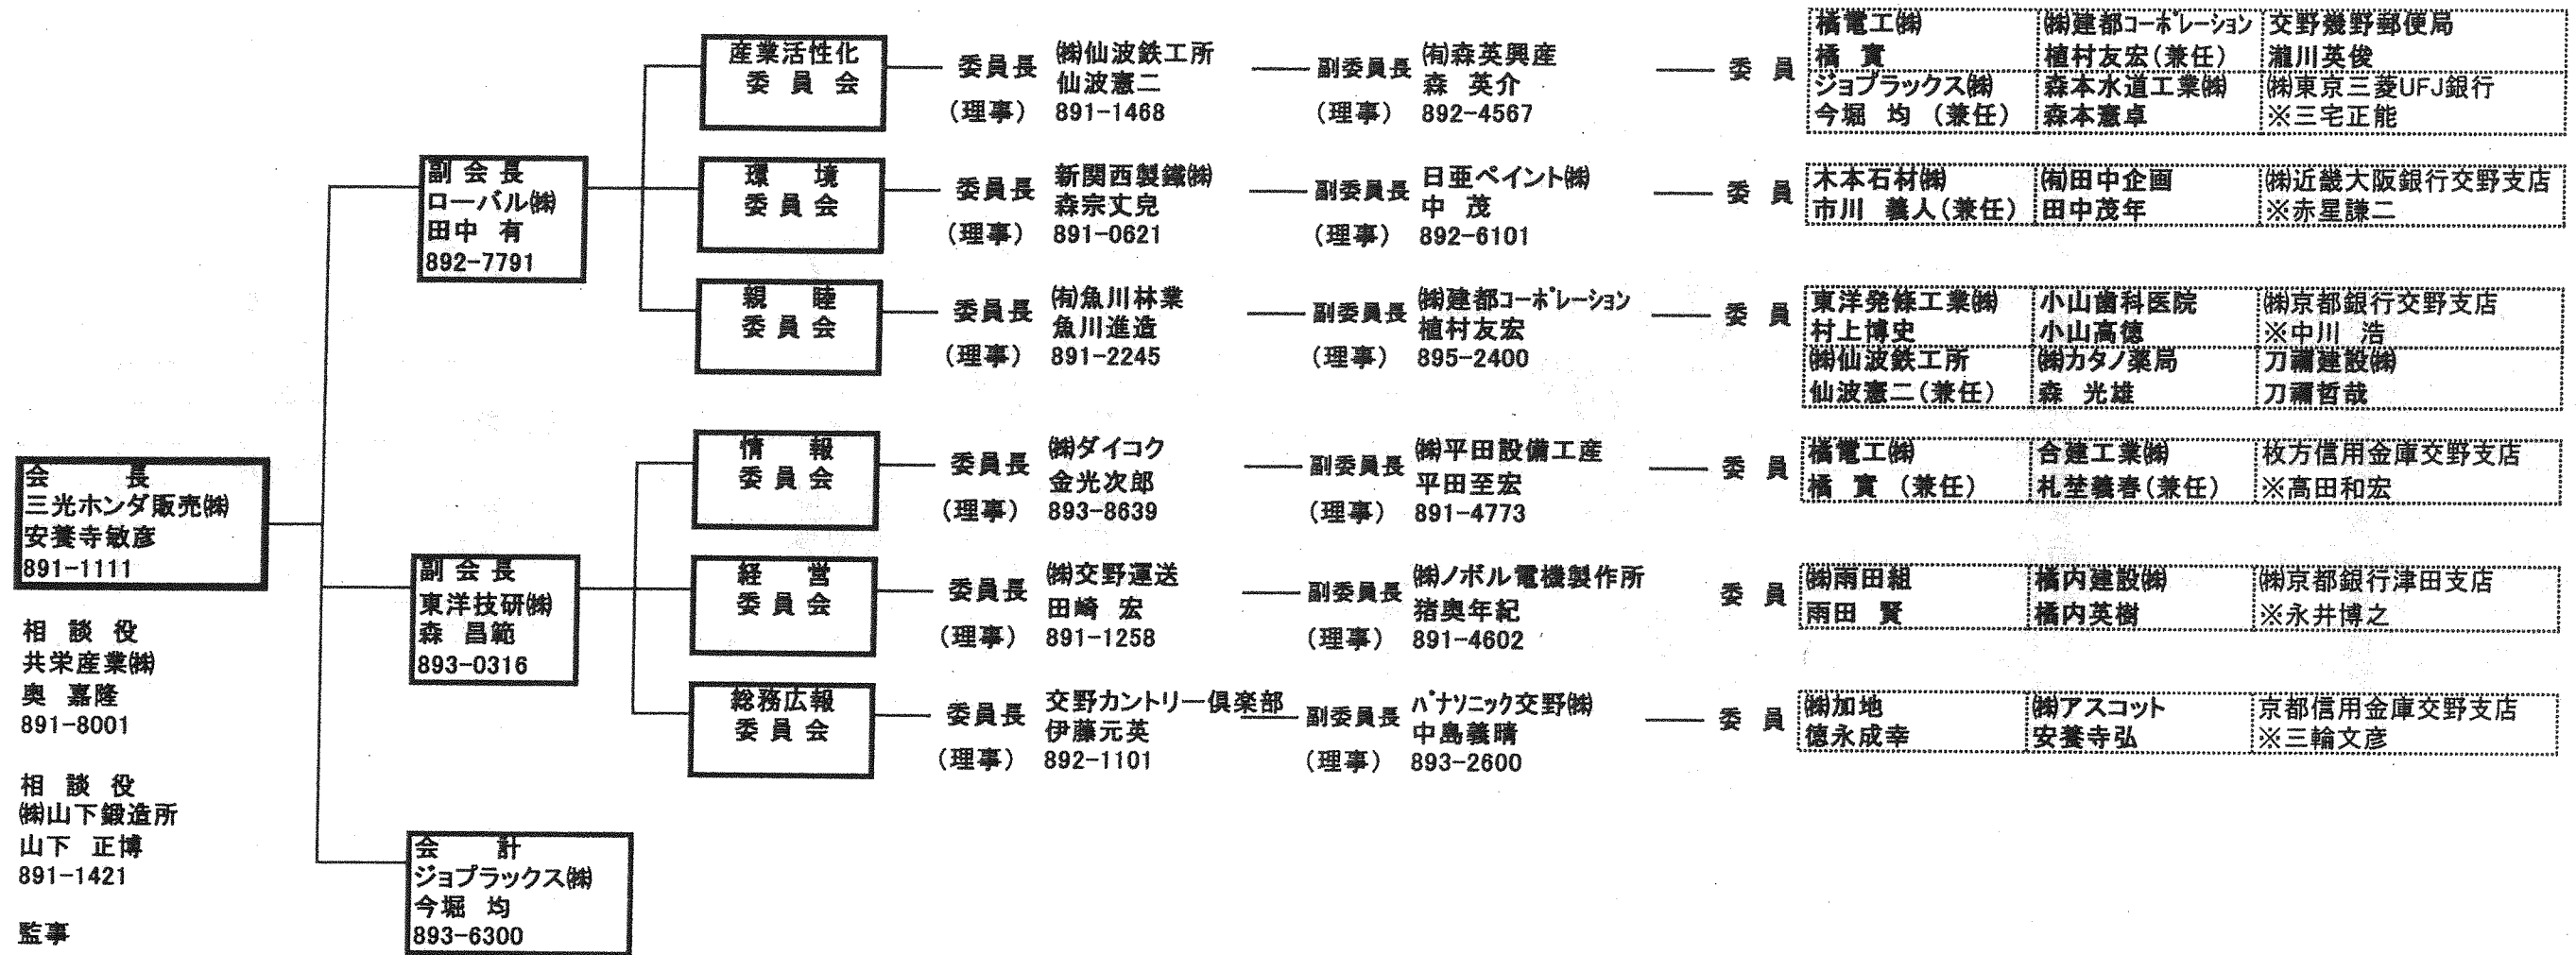 会 長
三光ホンダ販売㈱
安養寺敏彦
891-1111
相 談 役
共栄産業㈱
奥 嘉隆
891-8001
相 談 役
㈱山下鍛造所
山下 正博
891-1421
監事
副 会 長
ローバル㈱
田中 有
892-7791
産業活性化
委 員 会
委員長 ㈱仙波鉄工所
仙波憲二
(理事) 891-1468
副委員長 ㈲森英興産
森 英介
(理事) 892-4567
委 員
橘電工㈱ ㈱建都コーポレーション 交野幾野郵便局
橘 實 植村友宏(兼任) 瀧川英俊
ジョプラックス㈱ 森本水道工業㈱ ㈱東京三菱UFJ銀行
今堀 均 (兼任) 森本憲卓 ※三宅正能
環 境
委 員 会
委員長 新関西製鐵㈱
森宗丈児
(理事) 891-0621
副委員長 日亜ペイント㈱
中 茂
(理事) 892-6101
委 員
木本石材㈱ ㈲田中企画 ㈱近畿大阪銀行交野支店
市川 義人(兼任) 田中茂年 ※赤星謙二
親 睦
委 員 会
委員長 ㈲魚川林業
魚川進造
(理事) 891-2245
副委員長 ㈱建都コーポレーション
植村友宏
(理事) 895-2400
委 員
東洋発條工業㈱ 小山歯科医院 ㈱京都銀行交野支店
村上博史 小山高徳 ※中川 浩
㈱仙波鉄工所 ㈱カタノ薬局 刀禰建設㈱
仙波憲二(兼任) 森 光雄 刀禰哲哉
副 会 長
東洋技研㈱
森 昌範
893-0316
情 報
委 員 会
委員長 ㈱ダイコク
金光次郎
(理事) 893-8639
副委員長 ㈱平田設備工産
平田至宏
(理事) 891-4773
委 員
橘電工㈱ 合建工業㈱ 枚方信用金庫交野支店
橘 實 (兼任) 札埜義春(兼任) ※高田和宏
経 営
委 員 会
委員長 ㈱交野運送
田崎 宏
(理事) 891-1258
副委員長 ㈱ノボル電機製作所
猪奥年紀
(理事) 891-4602
委 員
㈱雨田組 橘内建設㈱ ㈱京都銀行津田支店
雨田 賢 橘内英樹 ※永井博之
総務広報
委 員 会
委員長 交野カントリー倶楽部
伊藤元英
(理事) 892-1101
副委員長 パナソニック交野㈱
中島義晴
(理事) 893-2600
委 員
㈱加地 ㈱アスコット 京都信用金庫交野支店
徳永成幸 安養寺弘 ※三輪文彦
会 計
ジョプラックス㈱
今堀 均
893-6300